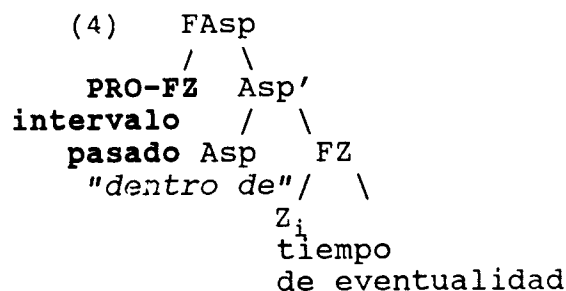 (4) FAsp
/ \
PRO-FZ Asp'
intervalo / \
pasado Asp FZ
"dentro de" / \
Zi
tiempo
de eventualidad